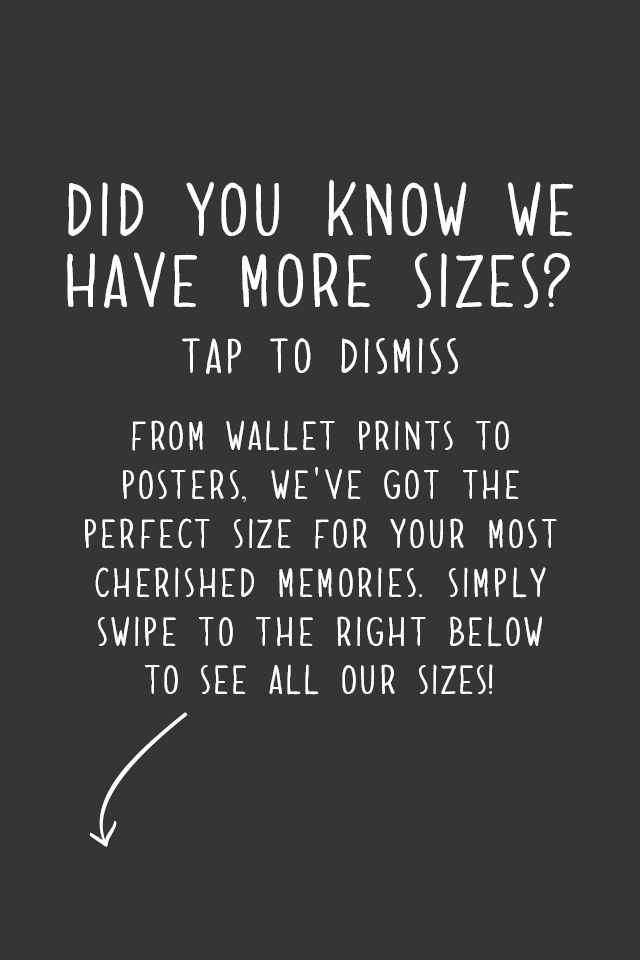 DID YOU KNOW WE
HAVE MORE SIZES?
TAP TO DISMISS
FROM WALLET PRINTS TO
POSTERS, WE'VE GOT THE
PERFECT SIZE FOR YOUR MOST
CHERISHED MEMORIES. SIMPLY
SWIPE TO THE RIGHT BELOW
TO SEE ALL OUR SIZES!